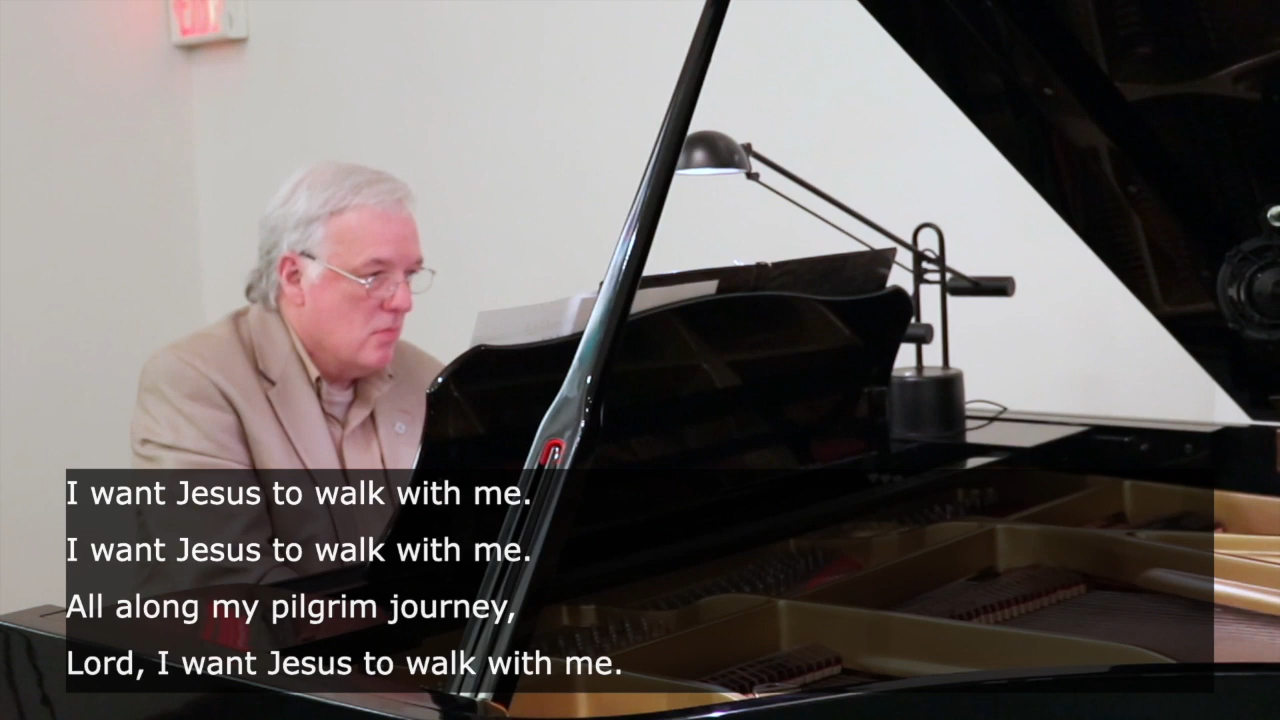 I want Jesus to walk with me.
I want Jesus to walk with me.
All along my pilgrim journey,
Lord, I want Jesus to walk with me.